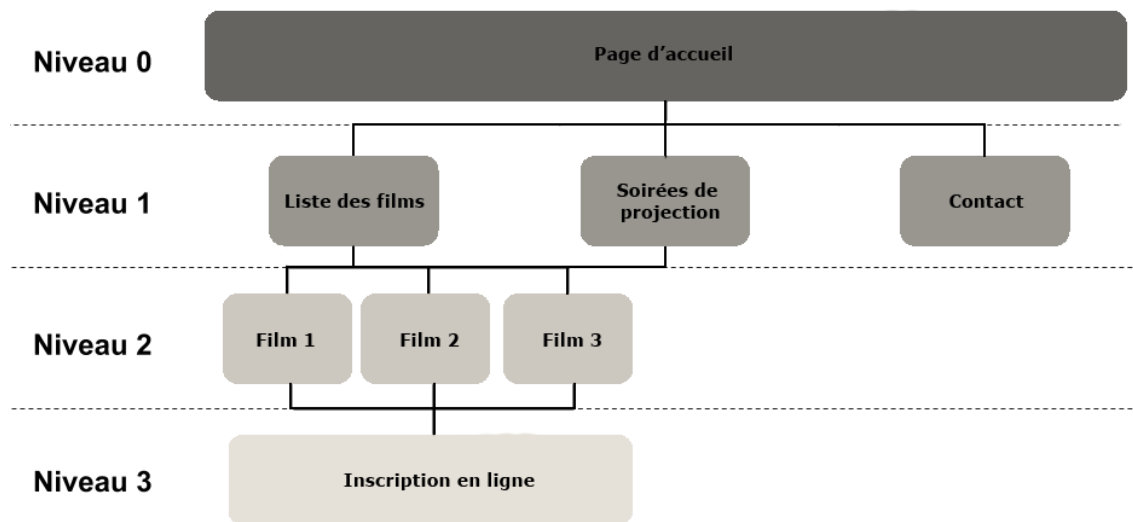 Niveau 0
Page d’accueil
Niveau 1
Liste des films
Soirées de
projection
Contact
Niveau 2
Film 1
Film 2
Film 3
Niveau 3
Inscription en ligne